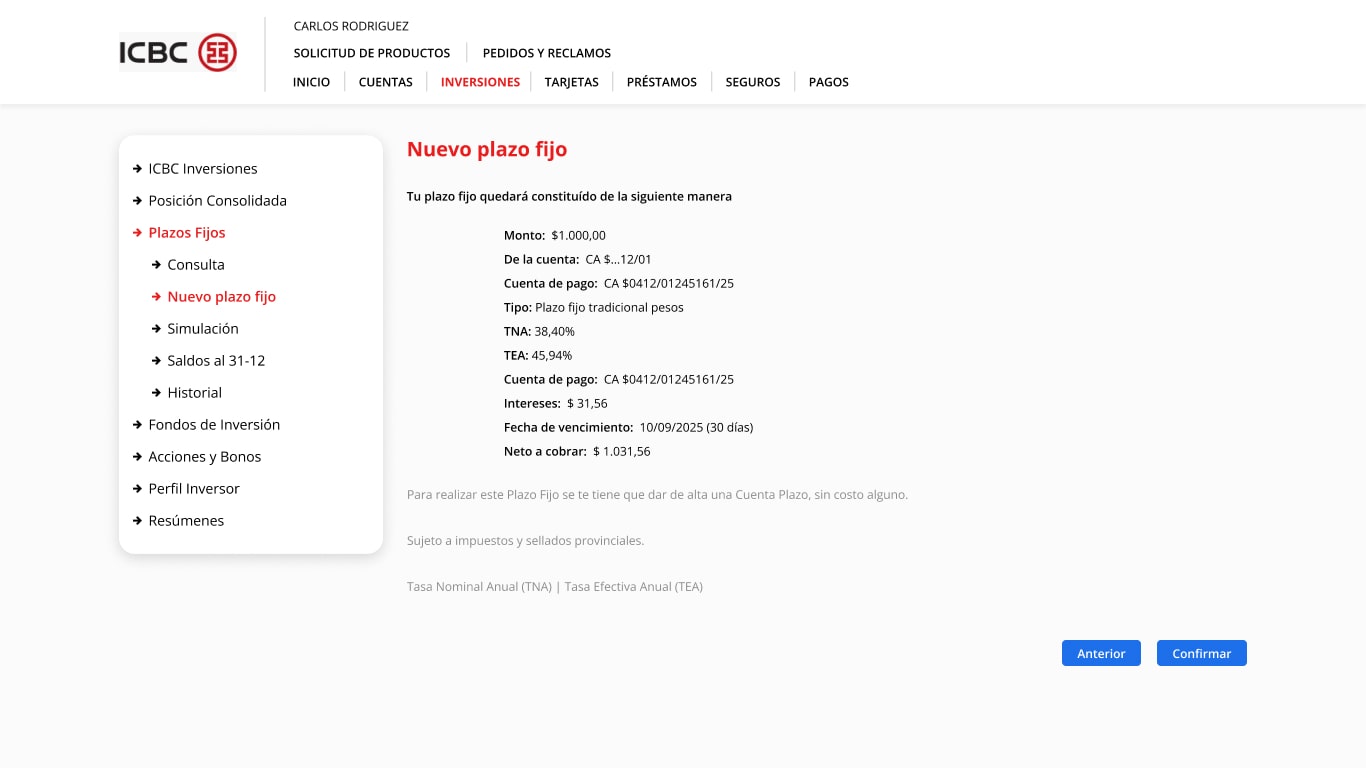 ICBC
CARLOS RODRIGUEZ
SOLICITUD DE PRODUCTOS PEDIDOS Y RECLAMOS
INICIO CUENTAS INVERSIONES TARJETAS PRÉSTAMOS SEGUROS PAGOS
ICBC Inversiones
Posición Consolidada
Plazos Fijos
Consulta
Nuevo plazo fijo
Simulación
Saldos al 31-12
Historial
Fondos de Inversión
Acciones y Bonos
Perfil Inversor
Resúmenes
Nuevo plazo fijo
Tu plazo fijo quedará constituído de la siguiente manera
Monto: $1.000,00
De la cuenta: CA $...12/01
Cuenta de pago: CA $0412/01245161/25
Tipo: Plazo fijo tradicional pesos
TNA: 38,40%
TEA: 45,94%
Cuenta de pago: CA $0412/01245161/25
Intereses: $ 31,56
Fecha de vencimiento: 10/09/2025 (30 días)
Neto a cobrar: $ 1.031,56
Para realizar este Plazo Fijo se te tiene que dar de alta una Cuenta Plazo, sin costo alguno.
Sujeto a impuestos y sellados provinciales.
Tasa Nominal Anual (TNA) | Tasa Efectiva Anual (TEA)
Anterior Confirmar